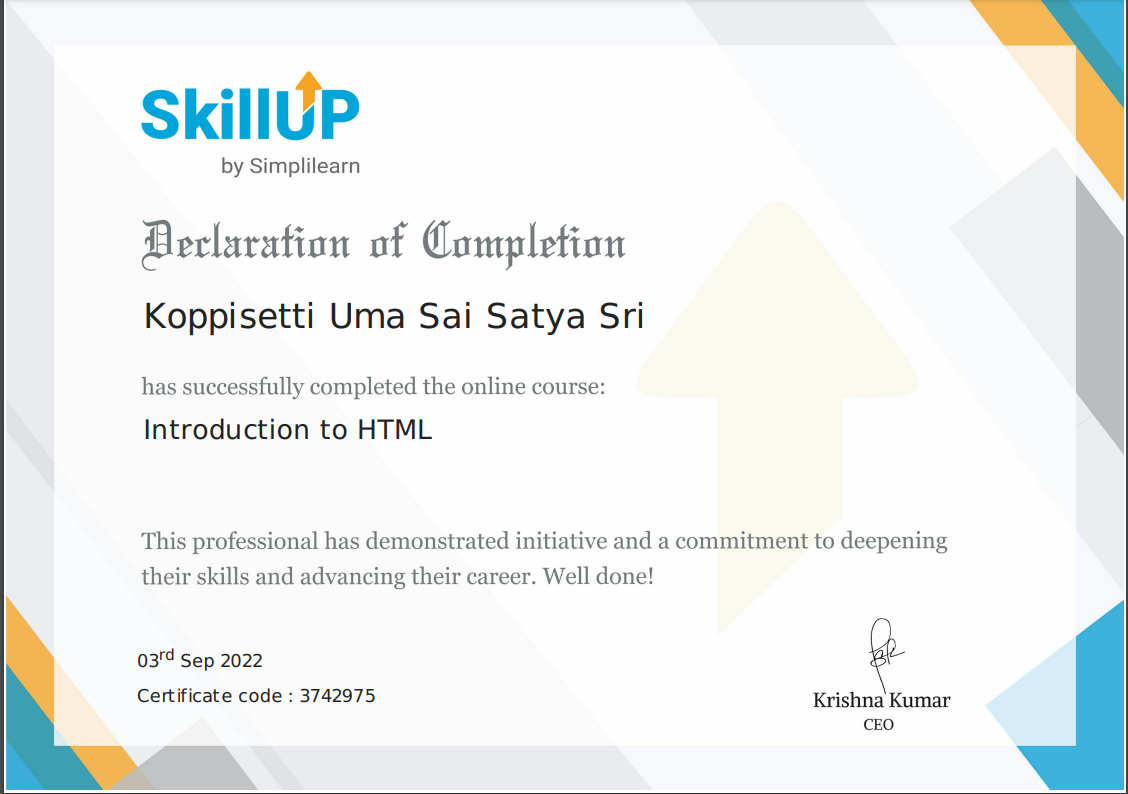 SkillUP
by Simplilearn
Declaration of Completion
Koppisetti Uma Sai Satya Sri
has successfully completed the online course:
Introduction to HTML
This professional has demonstrated initiative and a commitment to deepening
their skills and advancing their career. Well done!
03rd Sep 2022
Certificate code : 3742975
Krishna Kumar
CEO